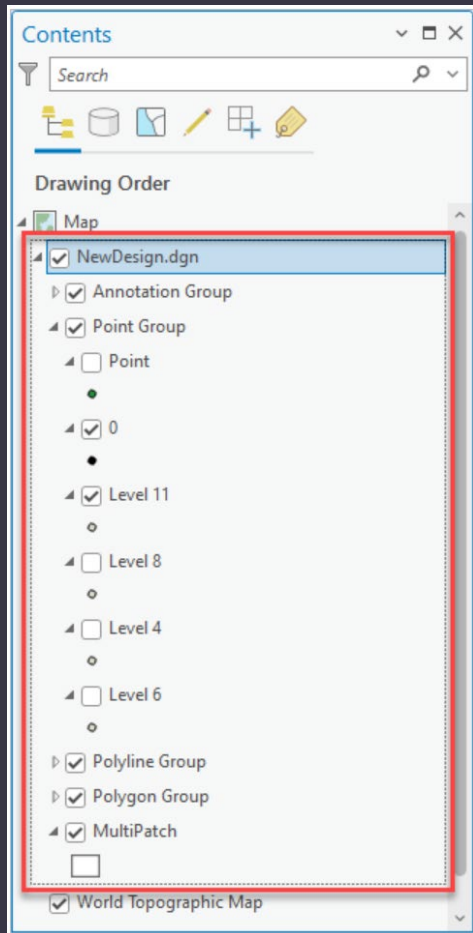 Contents
Search
Drawing Order
Map
NewDesign.dgn
Annotation Group
Point Group
Point
0
Level 11
Level 8
Level 4
Level 6
Polyline Group
Polygon Group
MultiPatch
World Topographic Map